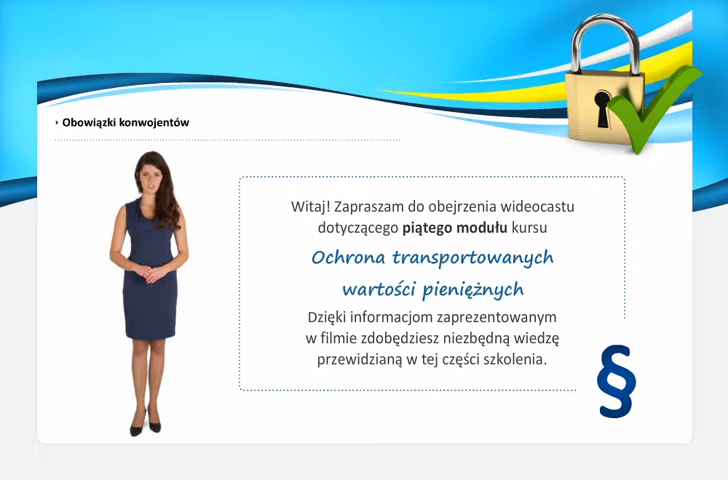 Obowiązki konwojentów
Witaj! Zapraszam do obejrzenia wideocastu
dotyczącego piątego modułu kursu
Ochrona transportowanych
wartości pieniężnych
Dzięki informacjom zaprezentowanym
w filmie zdobędziesz niezbędną wiedzę
przewidzianą w tej części szkolenia.
§